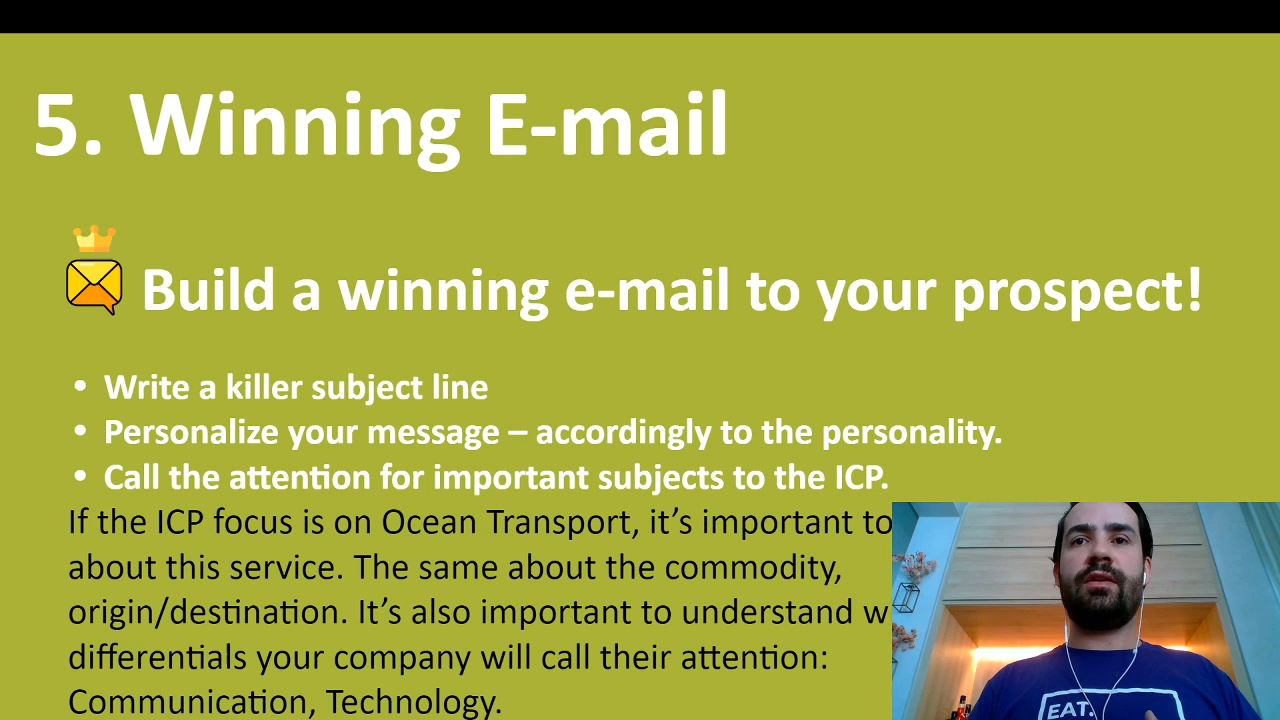 5. Winning E-mail
Build a winning e-mail to your prospect!
• Write a killer subject line
• Personalize your message – accordingly to the personality.
• Call the attention for important subjects to the ICP.
If the ICP focus is on Ocean Transport, it’s important to
about this service. The same about the commodity,
origin/destination. It’s also important to understand w
differentials your company will call their attention:
Communication, Technology.
EAT.